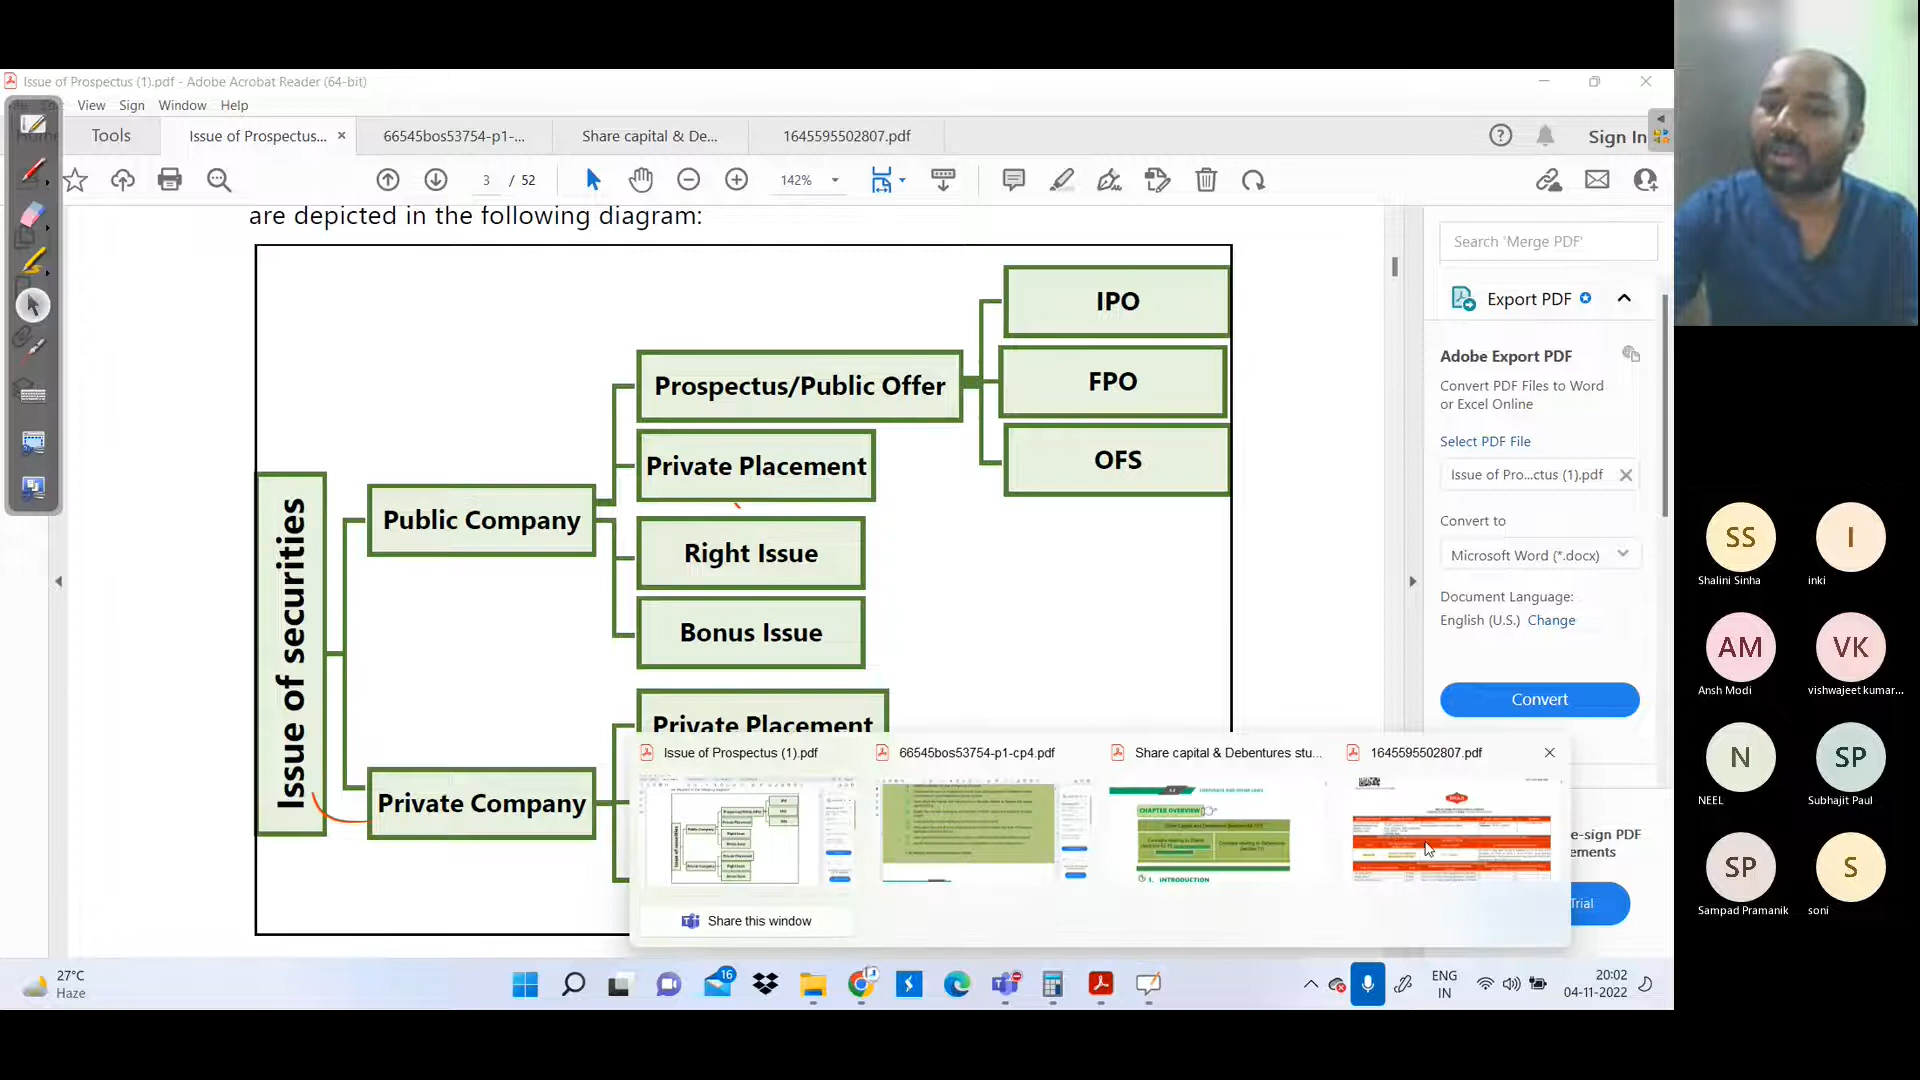 Issue of Prospectus (1).pdf - Adobe Acrobat Reader (64-bit)
View Sign Window Help
Tools
Issue of Prospectus...
66545bos53754-p1-...
Share capital & De...
1645595502807.pdf
Sign In
3 / 52
142%
are depicted in the following diagram:
Issue of securities
Public Company
Prospectus/Public Offer
IPO
FPO
OFS
Private Placement
Right Issue
Bonus Issue
Private Company
Private Placement
Search 'Merge PDF'
Export PDF
Adobe Export PDF
Convert PDF Files to Word
or Excel Online
Select PDF File
Issue of Pro...ctus (1).pdf
Convert to
Microsoft Word (*.docx)
Document Language:
English (U.S.) Change
Convert
e-sign PDF
ements
Trial
Issue of Prospectus (1).pdf
66545bos53754-p1-cp4.pdf
Share capital & Debentures stu...
1645595502807.pdf
CHAPTER OVERVIEW
1. INTRODUCTION
Share this window
27°C
Haze
16
ENG
IN
20:02
04-11-2022
SS
Shalini Sinha
I
inki
AM
Ansh Modi
VK
vishwajeet kumar...
N
NEEL
SP
Subhajit Paul
SP
Sampad Pramanik
S
soni